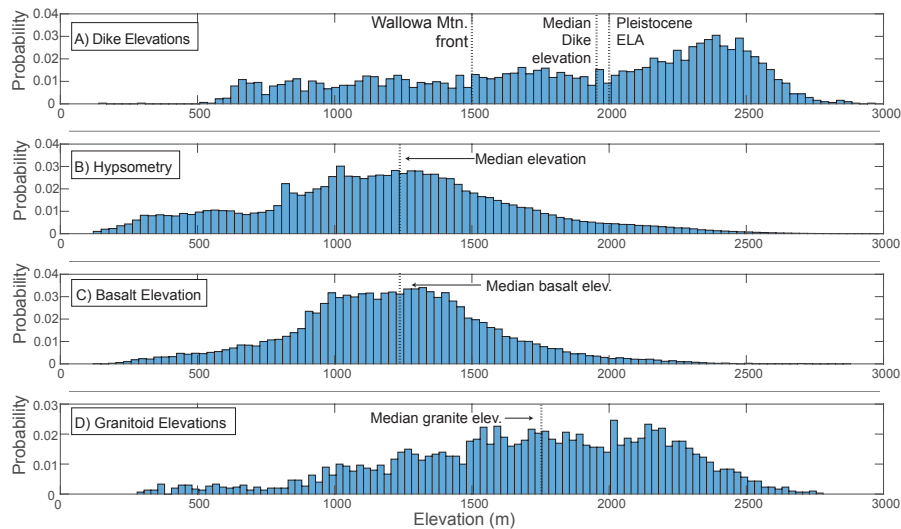 Probability
0.04
0.03
0.02
0.01
0
A) Dike Elevations
Wallowa Mtn.
front
Median
Dike
elevation
Pleistocene
ELA
0 500 1000 1500 2000 2500 3000
Probability
0.04
0.03
0.02
0.01
0
B) Hypsometry
Median elevation
0 500 1000 1500 2000 2500 3000
Probability
0.04
0.03
0.02
0.01
0
C) Basalt Elevation
Median basalt elev.
0 500 1000 1500 2000 2500 3000
Probability
0.03
0.02
0.01
0
D) Granitoid Elevations
Median granite elev.
0 500 1000 1500 2000 2500 3000
Elevation (m)